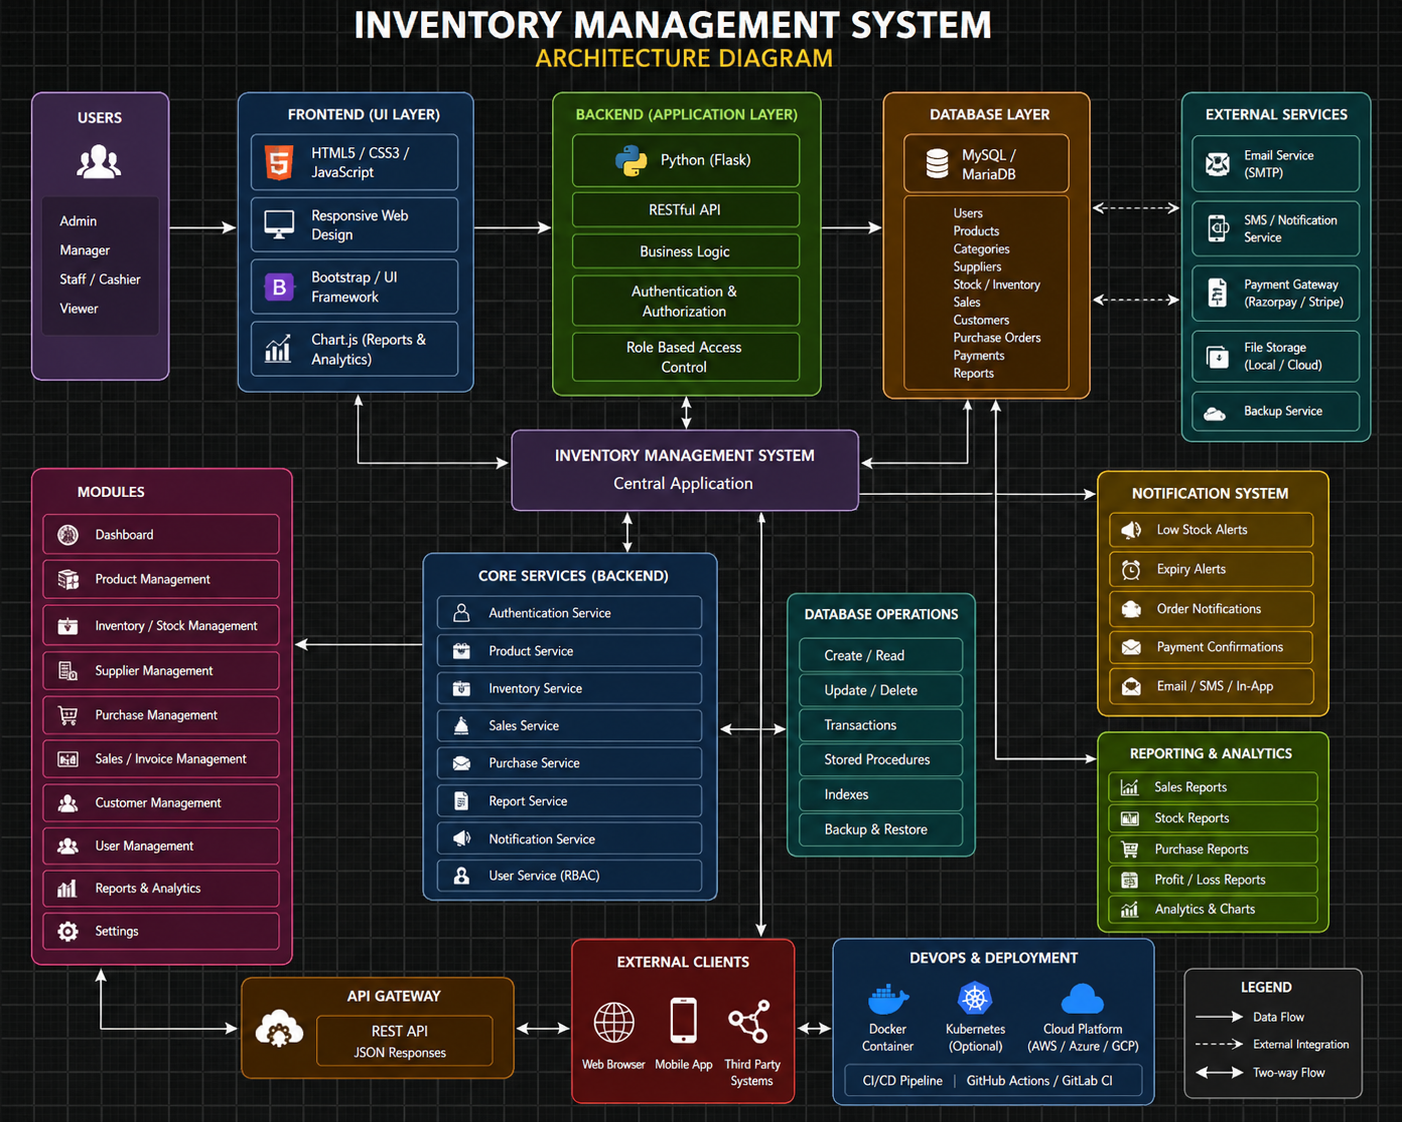 INVENTORY MANAGEMENT SYSTEM
ARCHITECTURE DIAGRAM
USERS
Admin
Manager
Staff / Cashier
Viewer
FRONTEND (UI LAYER)
HTML5 / CSS3 /
JavaScript
Responsive Web
Design
B
Bootstrap / UI
Framework
Chart.js (Reports &
Analytics)
BACKEND (APPLICATION LAYER)
Python (Flask)
RESTful API
Business Logic
Authentication &
Authorization
Role Based Access
Control
DATABASE LAYER
MySQL /
MariaDB
Users
Products
Categories
Suppliers
Stock / Inventory
Sales
Customers
Purchase Orders
Payments
Reports
EXTERNAL SERVICES
Email Service
(SMTP)
SMS / Notification
Service
Payment Gateway
(Razorpay / Stripe)
File Storage
(Local / Cloud)
Backup Service
INVENTORY MANAGEMENT SYSTEM
Central Application
MODULES
Dashboard
Product Management
Inventory / Stock Management
Supplier Management
Purchase Management
Sales / Invoice Management
Customer Management
User Management
Reports & Analytics
Settings
CORE SERVICES (BACKEND)
Authentication Service
Product Service
Inventory Service
Sales Service
Purchase Service
Report Service
Notification Service
User Service (RBAC)
DATABASE OPERATIONS
Create / Read
Update / Delete
Transactions
Stored Procedures
Indexes
Backup & Restore
NOTIFICATION SYSTEM
Low Stock Alerts
Expiry Alerts
Order Notifications
Payment Confirmations
Email / SMS / In-App
REPORTING & ANALYTICS
Sales Reports
Stock Reports
Purchase Reports
Profit / Loss Reports
Analytics & Charts
API GATEWAY
REST API
JSON Responses
EXTERNAL CLIENTS
Web Browser
Mobile App
Third Party
Systems
DEVOPS & DEPLOYMENT
Docker
Container
Kubernetes
(Optional)
Cloud Platform
(AWS / Azure / GCP)
CI/CD Pipeline | GitHub Actions / GitLab CI
LEGEND
Data Flow
External Integration
Two-way Flow